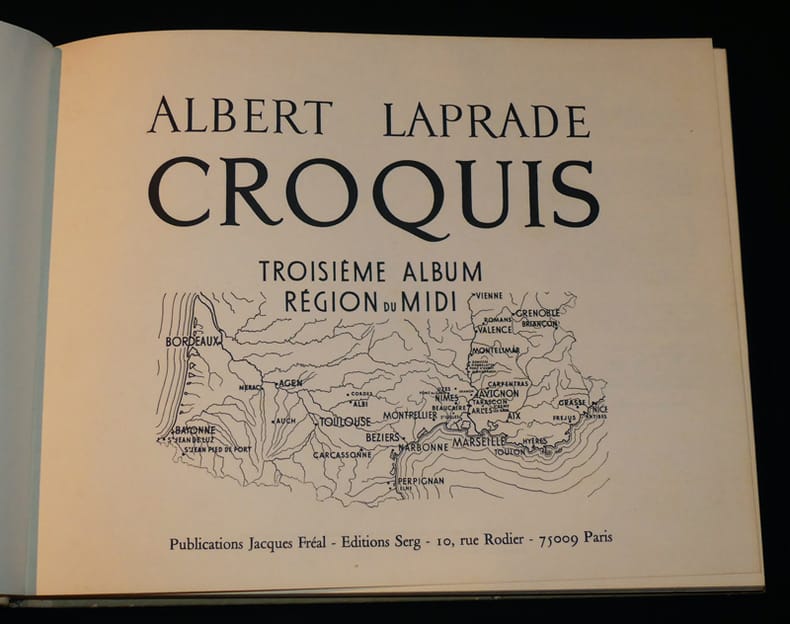 ALBERT LAPRADE
CROQUIS
TROISIÈME ALBUM
RÉGION DU MIDI
VIENNE
GRENOBLE
ROMANS
BRIANÇON
VALENCE
BORDEAUX
MONTELIMAR
NERAC
AGEN
CARPENTRAS
CORDES
UZES
AVIGNON
ALBI
NIMES
TARASCON
GRASSE
NICE
BEAUCAIRE
ARLES
ANTIBES
AUCH
TOULOUSE
MONTPELLIER
AIX
FREJUS
BAYONNE
ST JEAN DE LUZ
BEZIERS
MARSEILLE
HYERES
ST JEAN PIED DE PORT
CARCASSONNE
NARBONNE
TOULON
PERPIGNAN
ELNE
Publications Jacques Fréal - Editions Serg - 10, rue Rodier - 75009 Paris